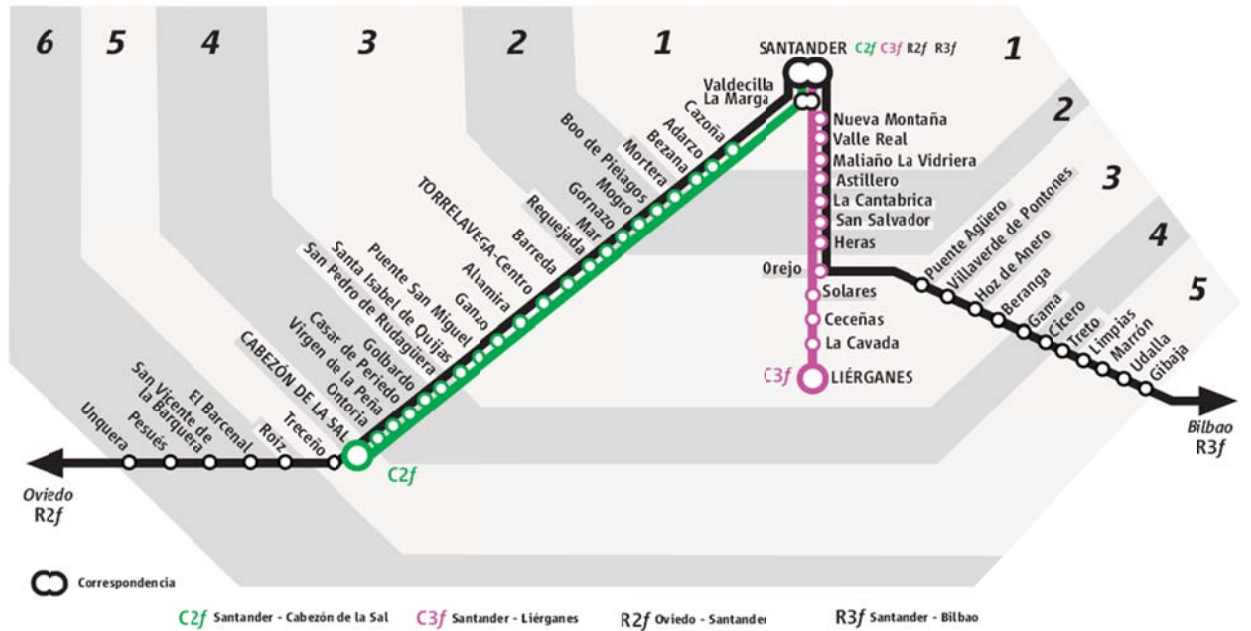 6
5
4
3
2
1
SANTANDER C2f C3f R2f R3f
1
2
3
4
5
Valdecilla
La Marga
Cazoña
Adarzo
Bezana
Mortera
Boo de Pielagos
Mogro
Gornazo
Mar
Requejada
Barreda
TORRELAVEGA-Centro
Altamira
Ganzo
Puente San Miguel
Santa Isabel de Quijas
San Pedro de Rudagüera
Golbardo
Casar de Periedo
Virgen de la Peña
Ontoria
CABEZÓN DE LA SAL
C2f
Treceño
Roiz
El Barcenal
San Vicente de
la Barquera
Pesués
Unquera
Oviedo
R2f
Nueva Montaña
Valle Real
Maliaño La Vidriera
Astillero
La Cantabrica
San Salvador
Heras
Orejo
Solares
Ceceñas
La Cavada
C3f LIÉRGANES
Puente Agüero
Villaverde de Pontones
Hoz de Anero
Beranga
Gama
Cicero
Treto
Limpias
Marrón
Udalla
Gibaja
Bilbao
R3f
Correspondencia
C2f Santander - Cabezón de la Sal
C3f Santander - Liérganes
R2f Oviedo - Santander
R3f Santander - Bilbao